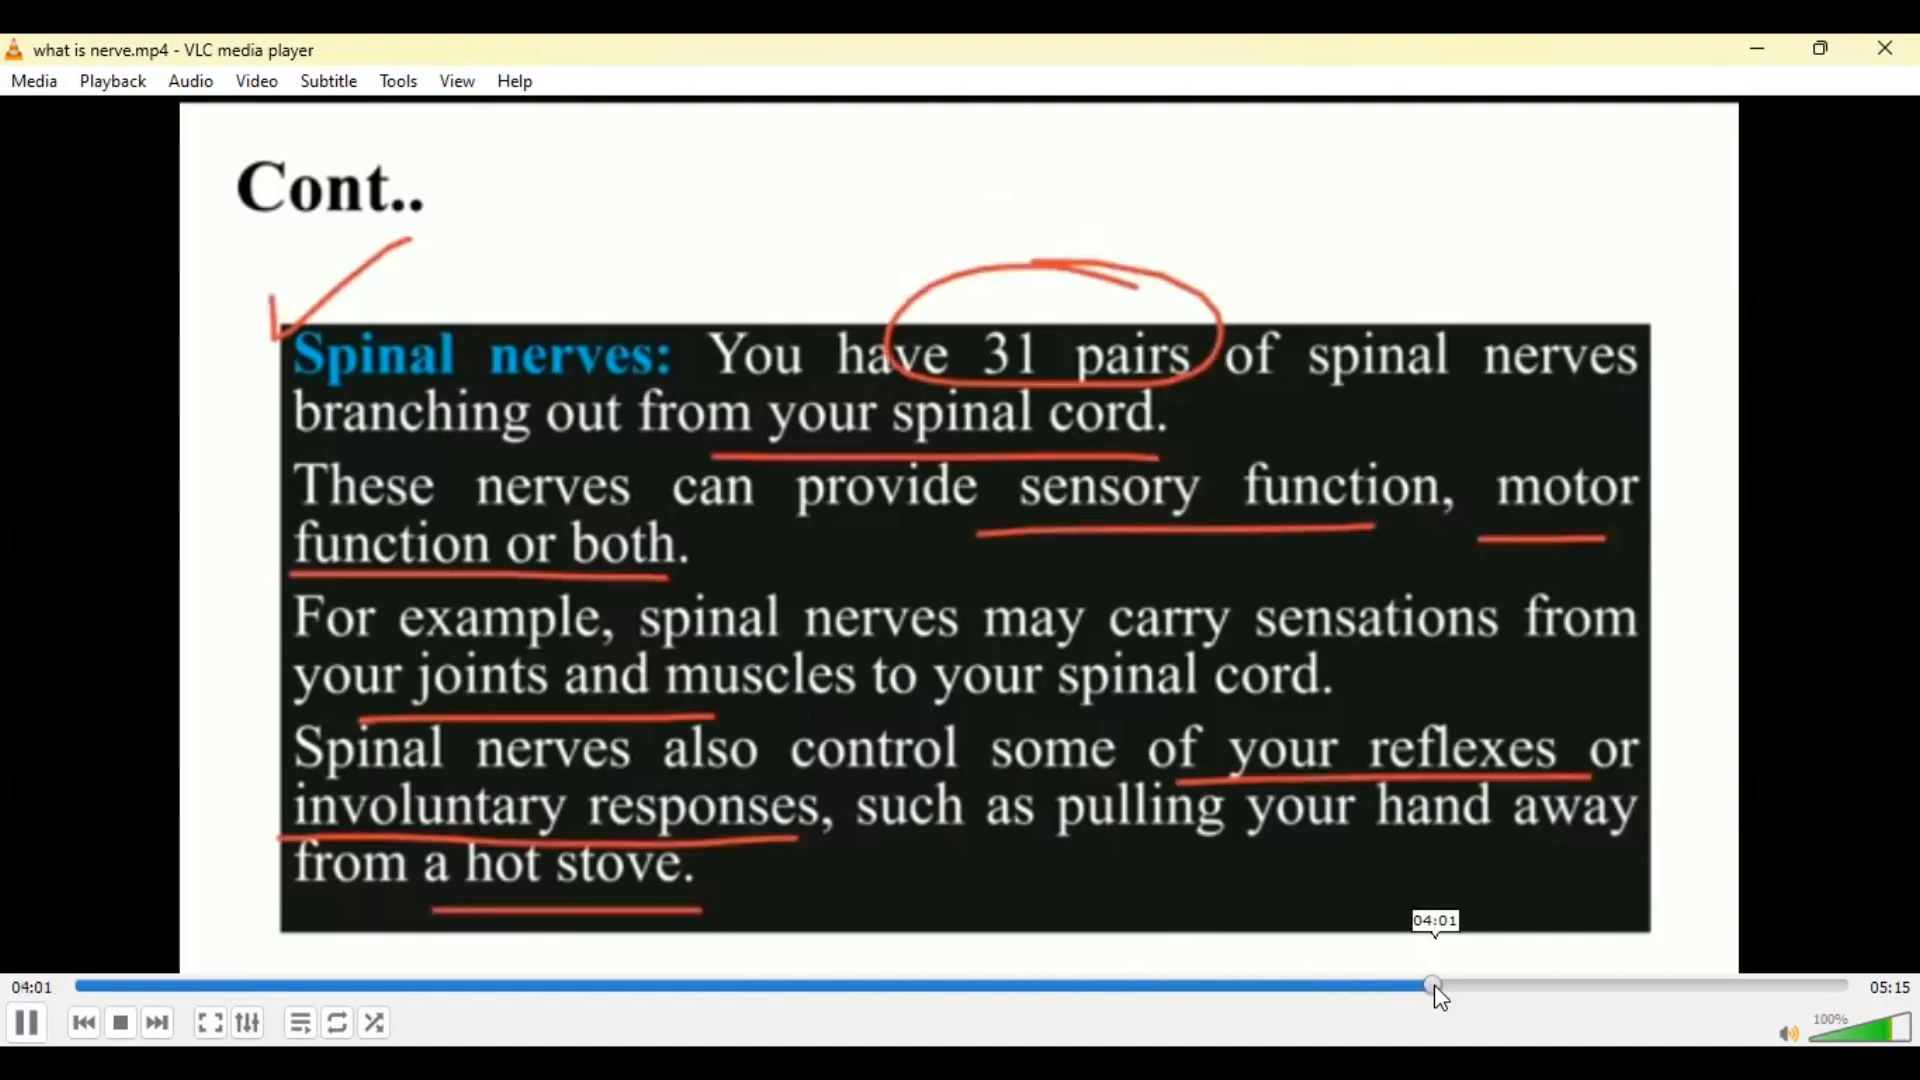 what is nerve.mp4 - VLC media player
Media Playback Audio Video Subtitle Tools View Help
Cont..
Spinal nerves: You have 31 pairs of spinal nerves
branching out from your spinal cord.
These nerves can provide sensory function, motor
function or both.
For example, spinal nerves may carry sensations from
your joints and muscles to your spinal cord.
Spinal nerves also control some of your reflexes or
involuntary responses, such as pulling your hand away
from a hot stove.
04:01
04:01
05:15
100%